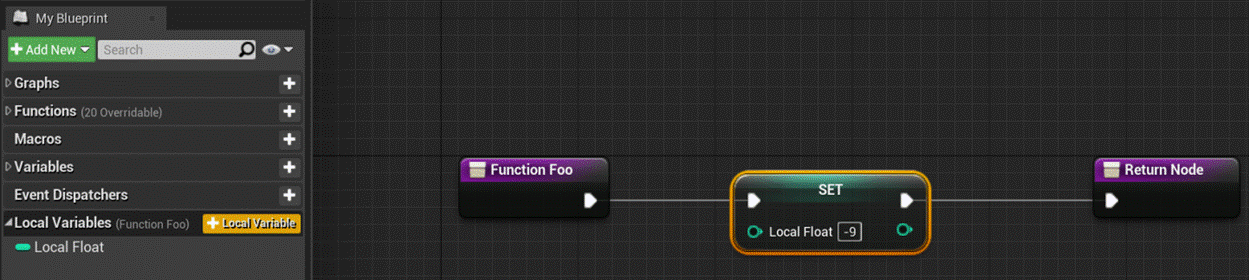 My Blueprint
Add New
Search
Graphs
Functions (20 Overridable)
Macros
Variables
Event Dispatchers
Local Variables (Function Foo) Local Variable
Local Float
Function Foo
SET
Local Float -9
Return Node